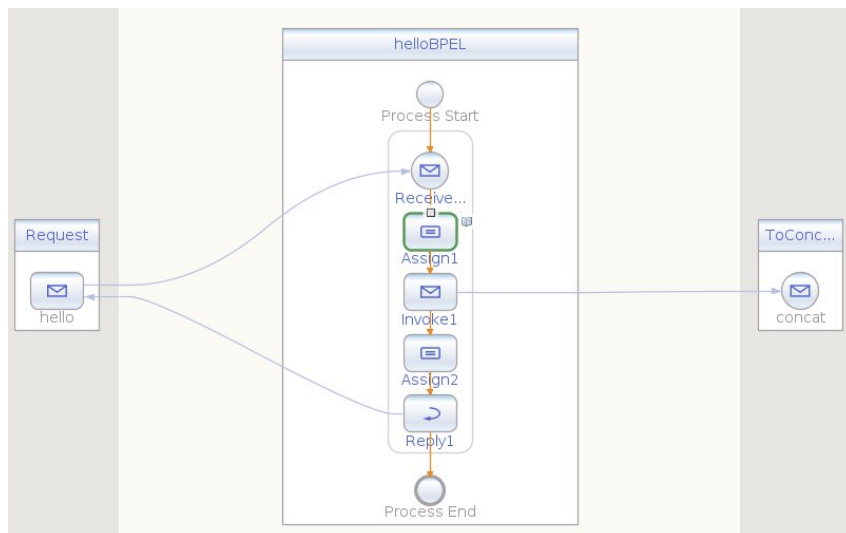 helloBPEL
Process Start
Receive...
Request
hello
Assign1
Invoke1
ToConc...
concat
Assign2
Reply1
Process End